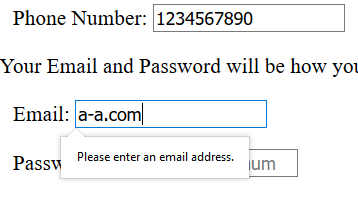 Phone Number: 1234567890
Your Email and Password will be how you
Email: a-a.com
Please enter an email address.
Passw num